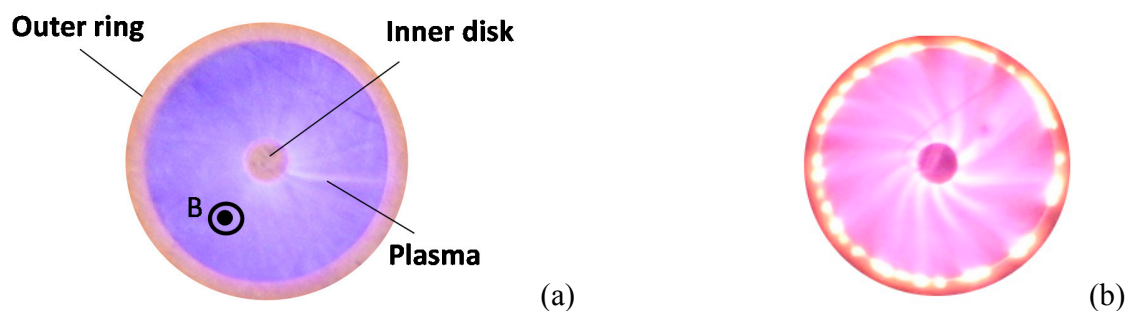 Outer ring
Inner disk
B
Plasma
(a)
(b)